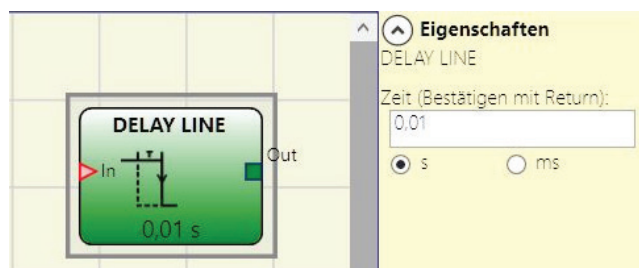 DELAY LINE
In
Out
0,01 s
Eigenschaften
DELAY LINE
Zeit (Bestätigen mit Return):
0,01
s
ms